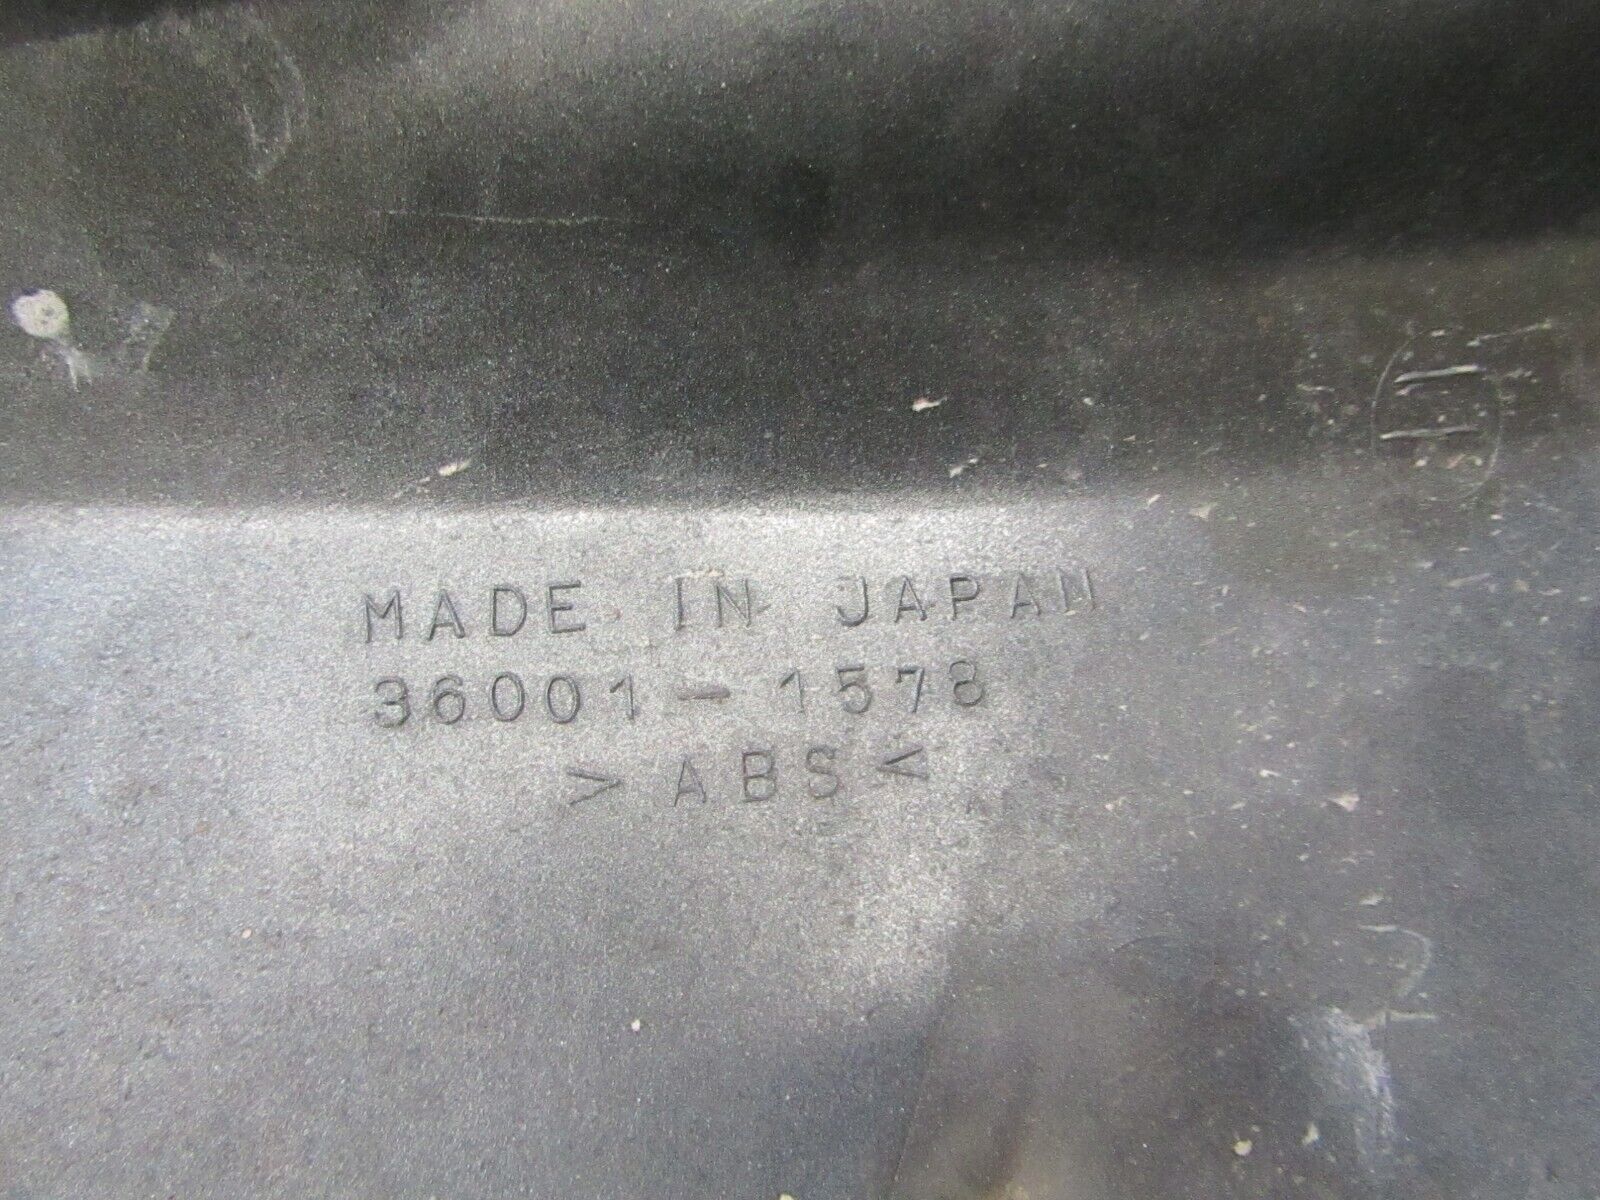 MADE IN JAPAN
36001-1578
>ABS<